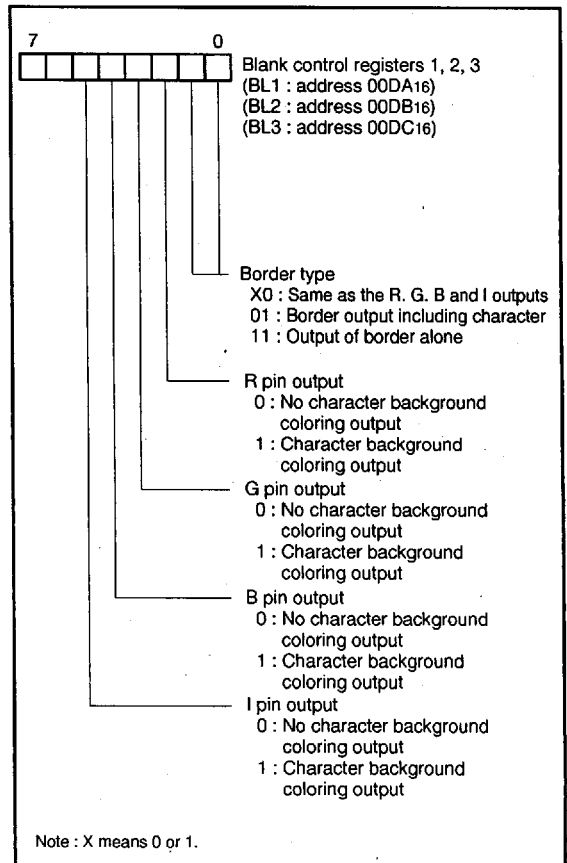 7 0
Blank control registers 1, 2, 3
(BL1 : address 00DA16)
(BL2 : address 00DB16)
(BL3 : address 00DC16)
Border type
X0 : Same as the R. G. B and I outputs
01 : Border output including character
11 : Output of border alone
R pin output
0 : No character background
coloring output
1 : Character background
coloring output
G pin output
0 : No character background
coloring output
1 : Character background
coloring output
B pin output
0 : No character background
coloring output
1 : Character background
coloring output
I pin output
0 : No character background
coloring output
1 : Character background
coloring output
Note : X means 0 or 1.